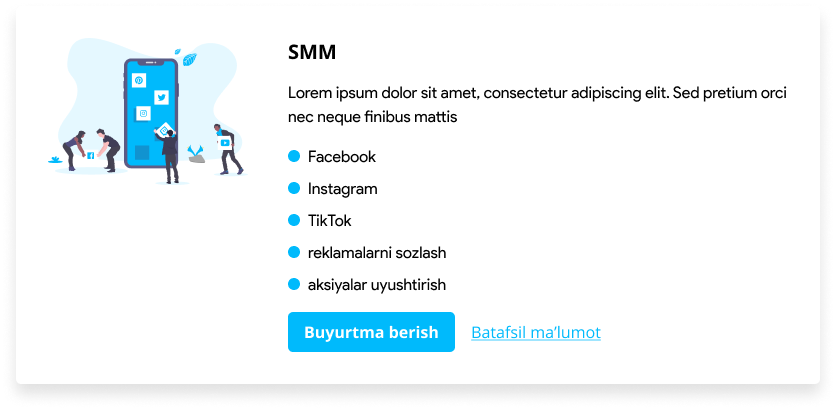 SMM
Lorem ipsum dolor sit amet, consectetur adipiscing elit. Sed pretium orci
nec neque finibus mattis
Facebook
Instagram
TikTok
reklamalarni sozlash
aksiyalar uyushtirish
Buyurtma berish
Batafsil ma’lumot